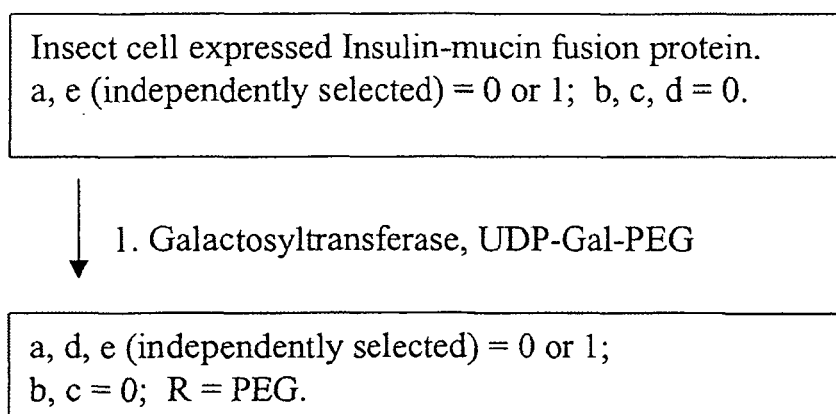 Insect cell expressed Insulin-mucin fusion protein.
a, e (independently selected) = 0 or 1; b, c, d = 0.
1. Galactosyltransferase, UDP-Gal-PEG
a, d, e (independently selected) = 0 or 1;
b, c = 0; R = PEG.